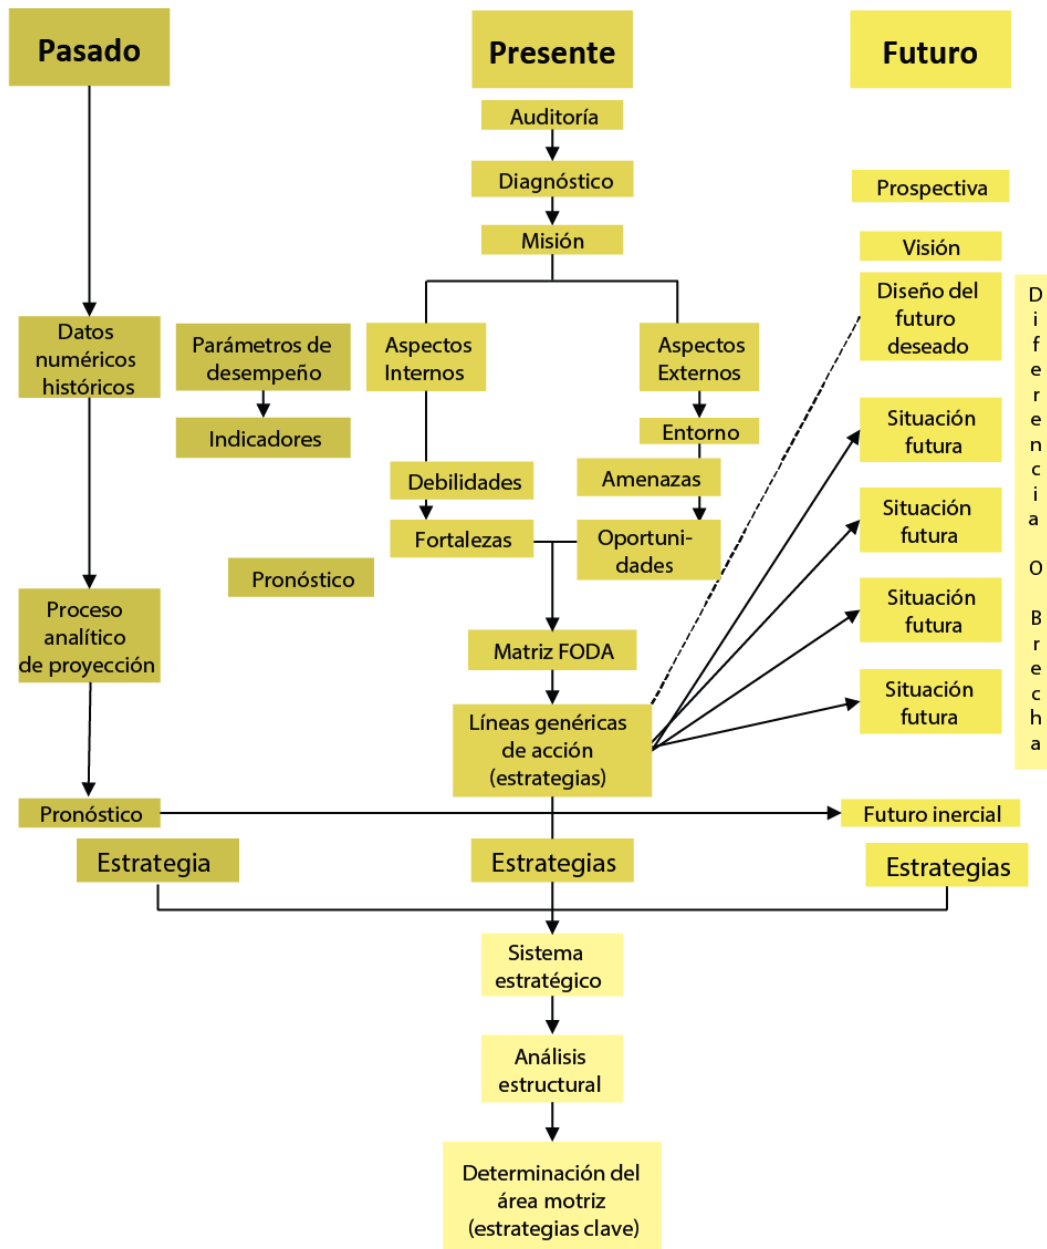 Pasado
Presente
Futuro
Auditoría
Diagnóstico
Misión
Prospectiva
Visión
Diseño del
futuro
deseado
Datos
numéricos
históricos
Parámetros de
desempeño
Indicadores
Aspectos
Internos
Aspectos
Externos
Entorno
Debilidades
Amenazas
Fortalezas
Oportuni-
dades
Pronóstico
Situación
futura
Situación
futura
Situación
futura
Situación
futura
Diferencia O Brecha
Proceso
analítico
de proyección
Matriz FODA
Líneas genéricas
de acción
(estrategias)
Pronóstico
Futuro inercial
Estrategia
Estrategias
Estrategias
Sistema
estratégico
Análisis
estructural
Determinación del
área motriz
(estrategias clave)